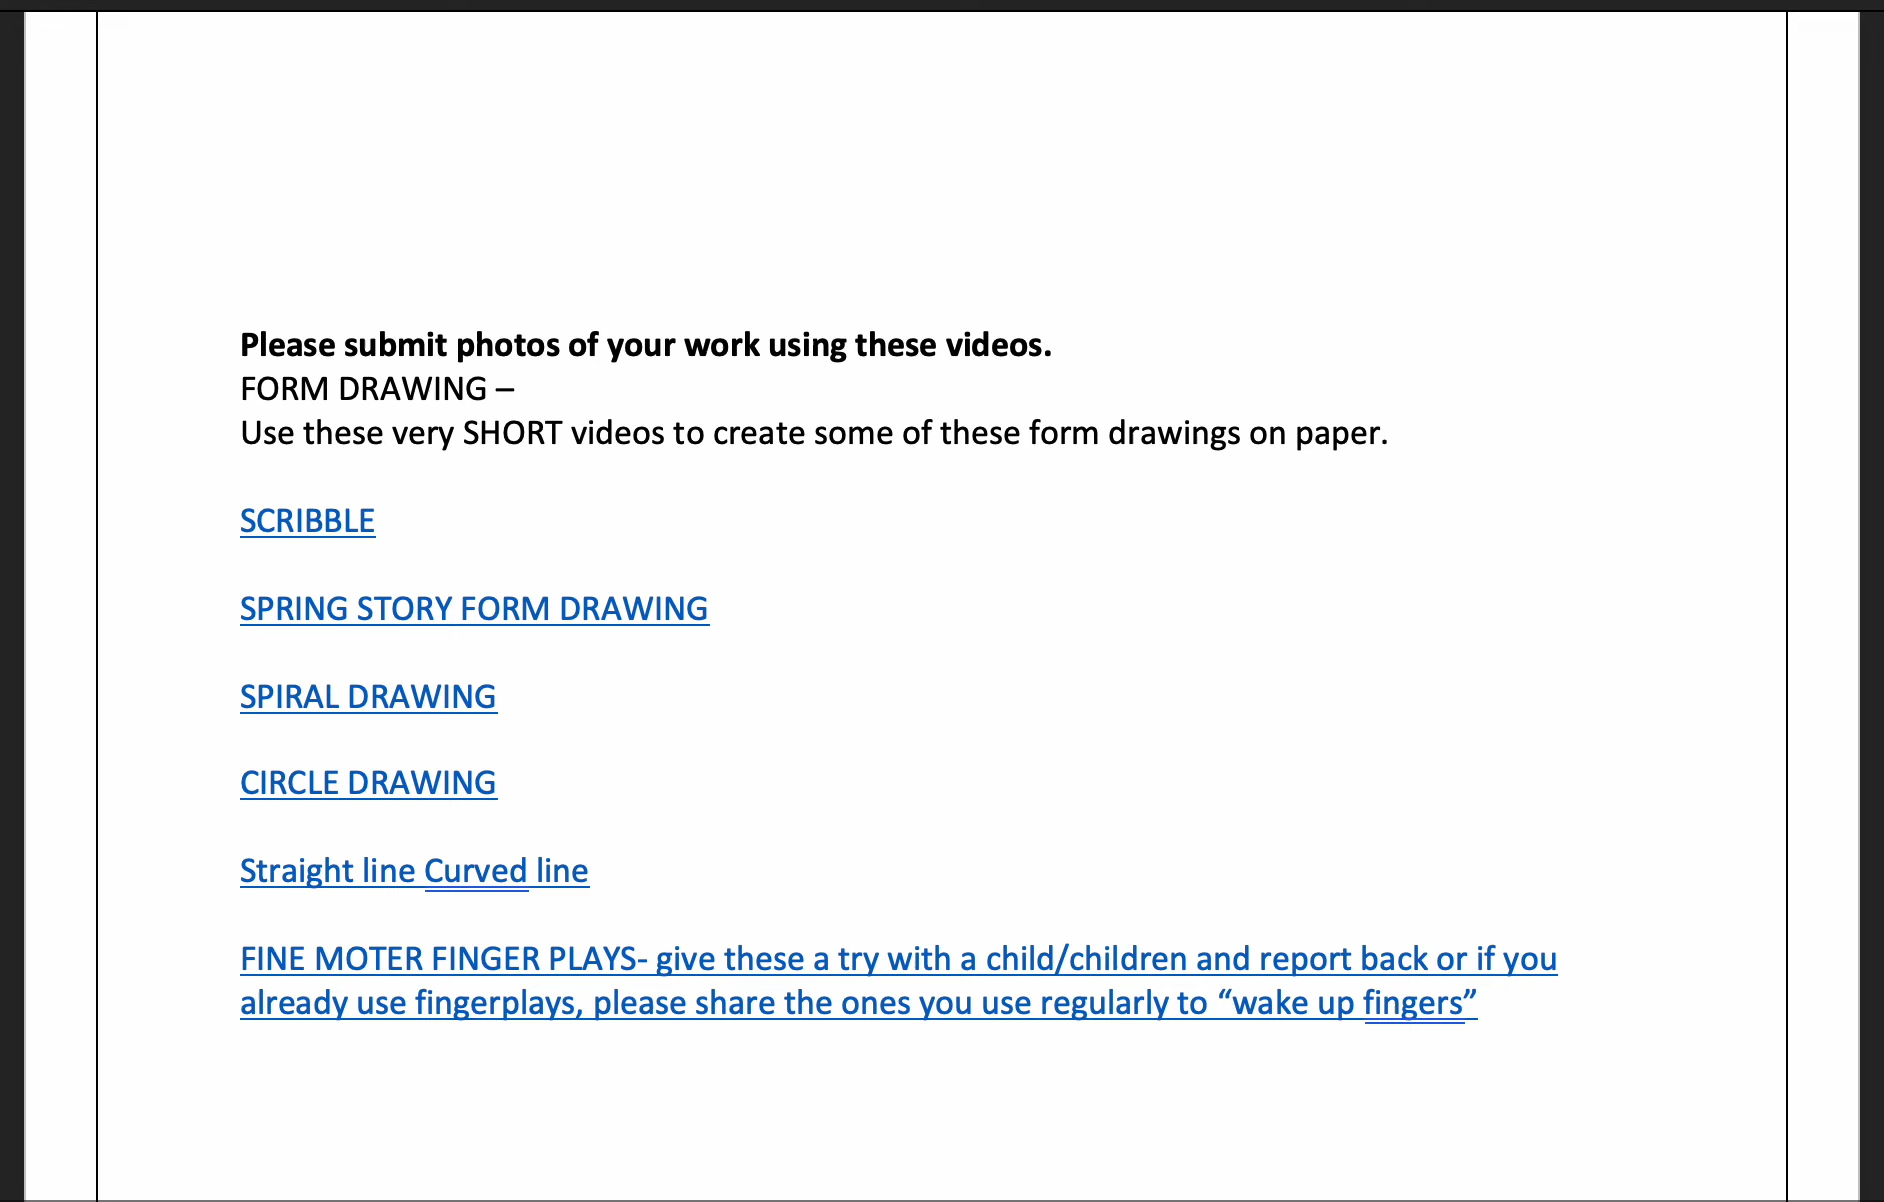 Please submit photos of your work using these videos.
FORM DRAWING –
Use these very SHORT videos to create some of these form drawings on paper.
SCRIBBLE
SPRING STORY FORM DRAWING
SPIRAL DRAWING
CIRCLE DRAWING
Straight line Curved line
FINE MOTER FINGER PLAYS- give these a try with a child/children and report back or if you
already use fingerplays, please share the ones you use regularly to “wake up fingers”